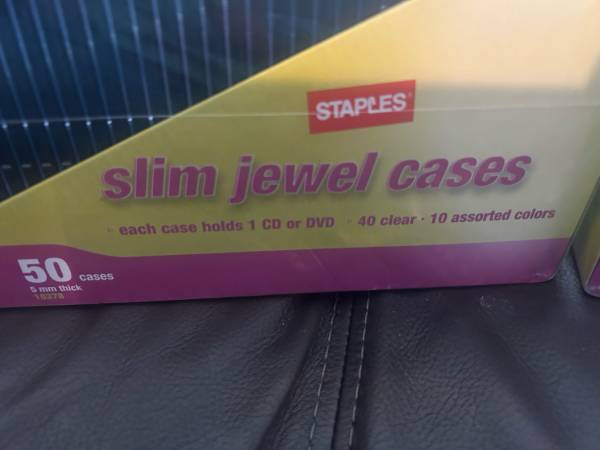 STAPLES
slim jewel cases
• each case holds 1 CD or DVD • 40 clear • 10 assorted colors
50 cases
5 mm thick
10378